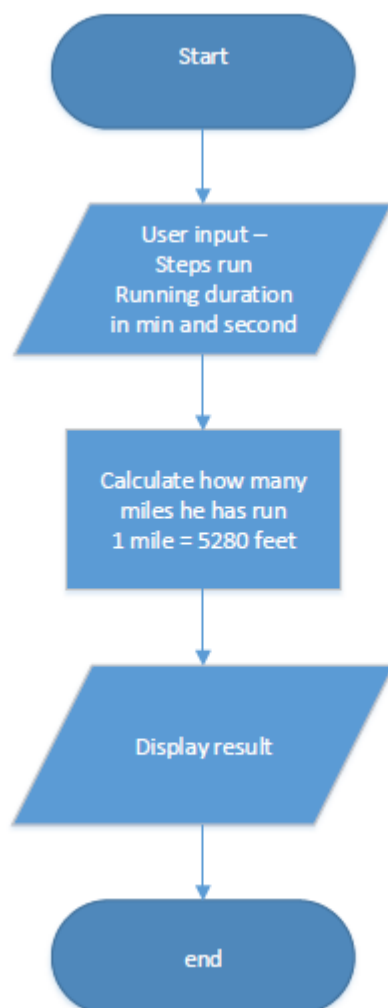 Start
User input –
Steps run
Running duration
in min and second
Calculate how many
miles he has run
1 mile = 5280 feet
Display result
end